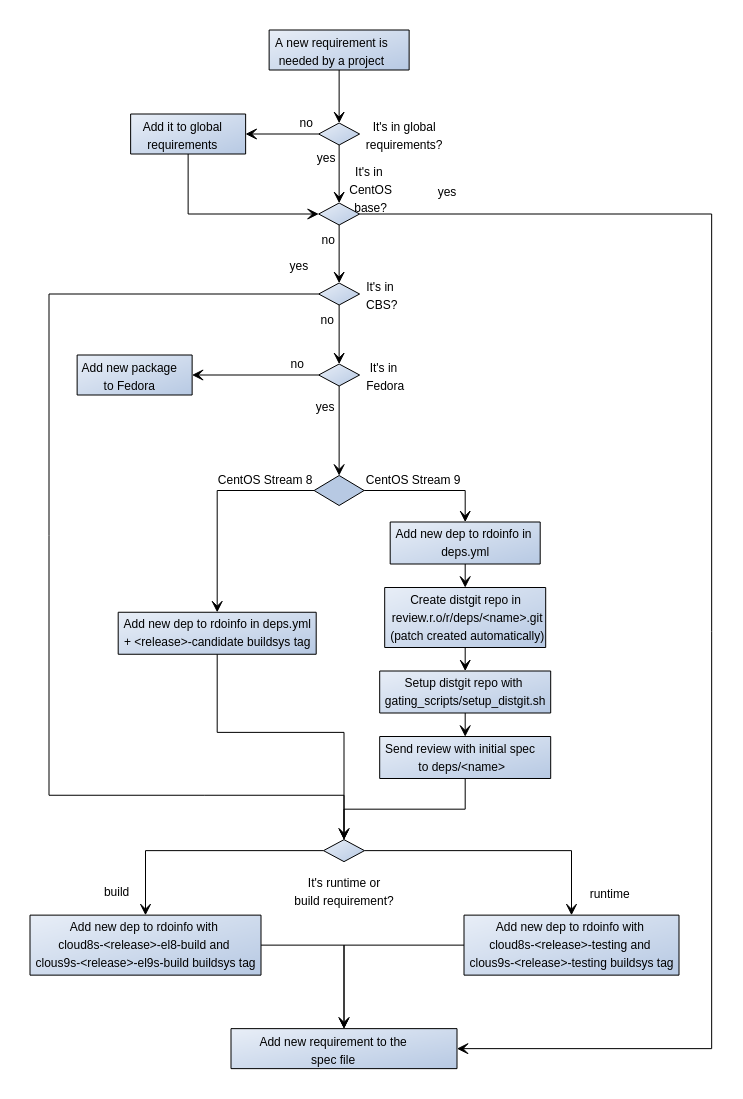 A new requirement is
needed by a project
no
It's in global
requirements?
Add it to global
requirements
yes
It's in
CentOS
base?
yes
no
yes
It's in
CBS?
no
no
It's in
Fedora
Add new package
to Fedora
yes
CentOS Stream 8
CentOS Stream 9
Add new dep to rdoinfo in
deps.yml
Create distgit repo in
review.r.o/r/deps/<name>.git
(patch created automatically)
Add new dep to rdoinfo in deps.yml
+ <release>-candidate buildsys tag
Setup distgit repo with
gating_scripts/setup_distgit.sh
Send review with initial spec
to deps/<name>
It's runtime or
build requirement?
build
runtime
Add new dep to rdoinfo with
cloud8s-<release>-el8-build and
clous9s-<release>-el9s-build buildsys tag
Add new dep to rdoinfo with
cloud8s-<release>-testing and
clous9s-<release>-testing buildsys tag
Add new requirement to the
spec file